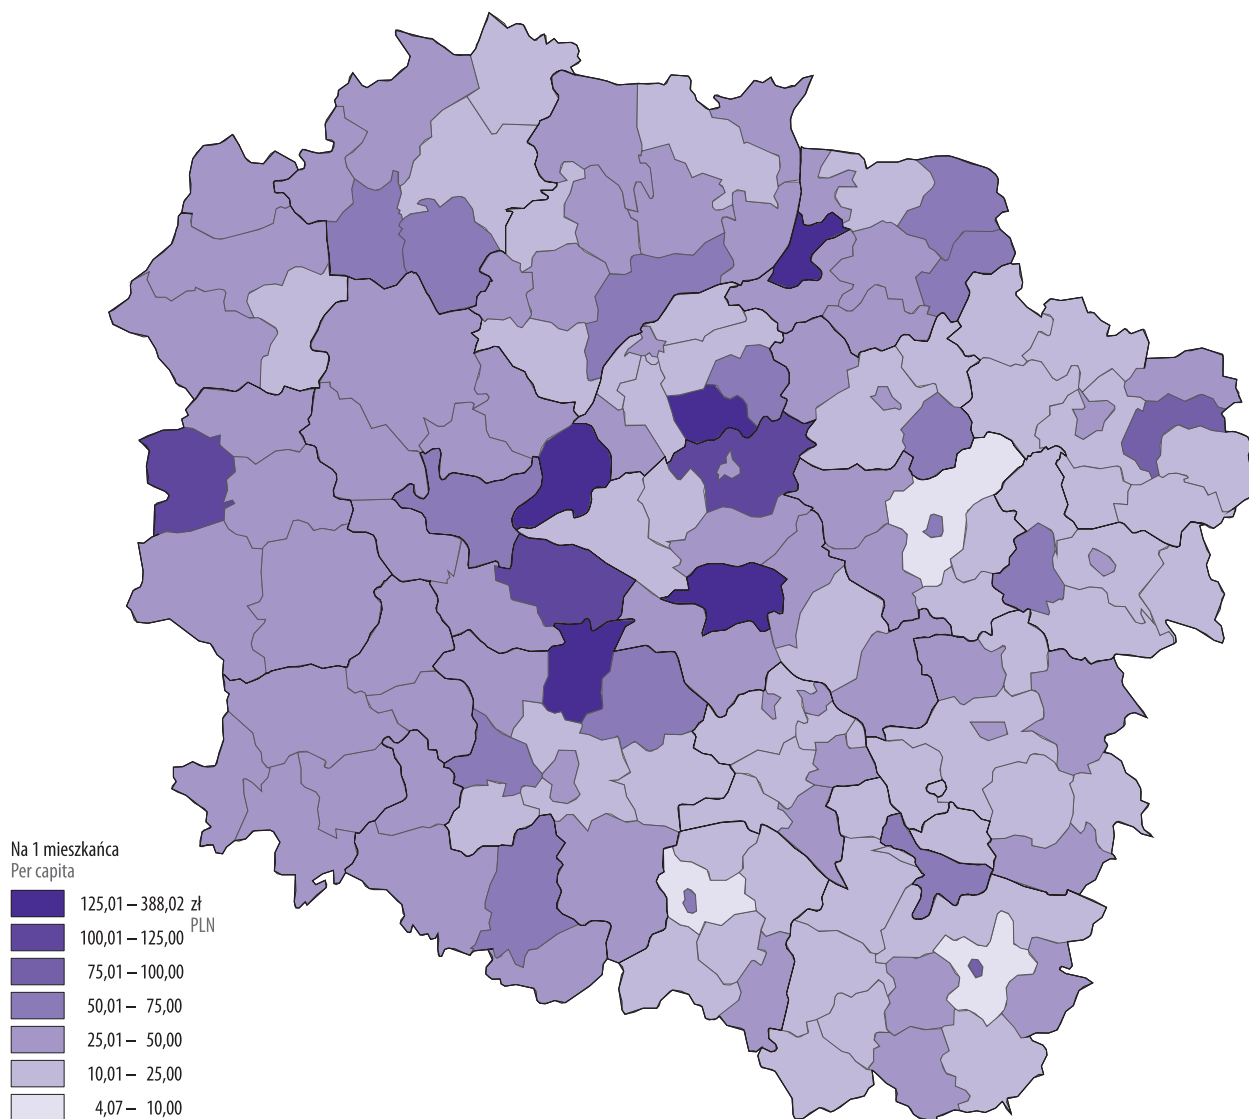 Na 1 mieszkańca
Per capita
125,01 – 388,02 zł
PLN
100,01 – 125,00
75,01 – 100,00
50,01 – 75,00
25,01 – 50,00
10,01 – 25,00
4,07 – 10,00